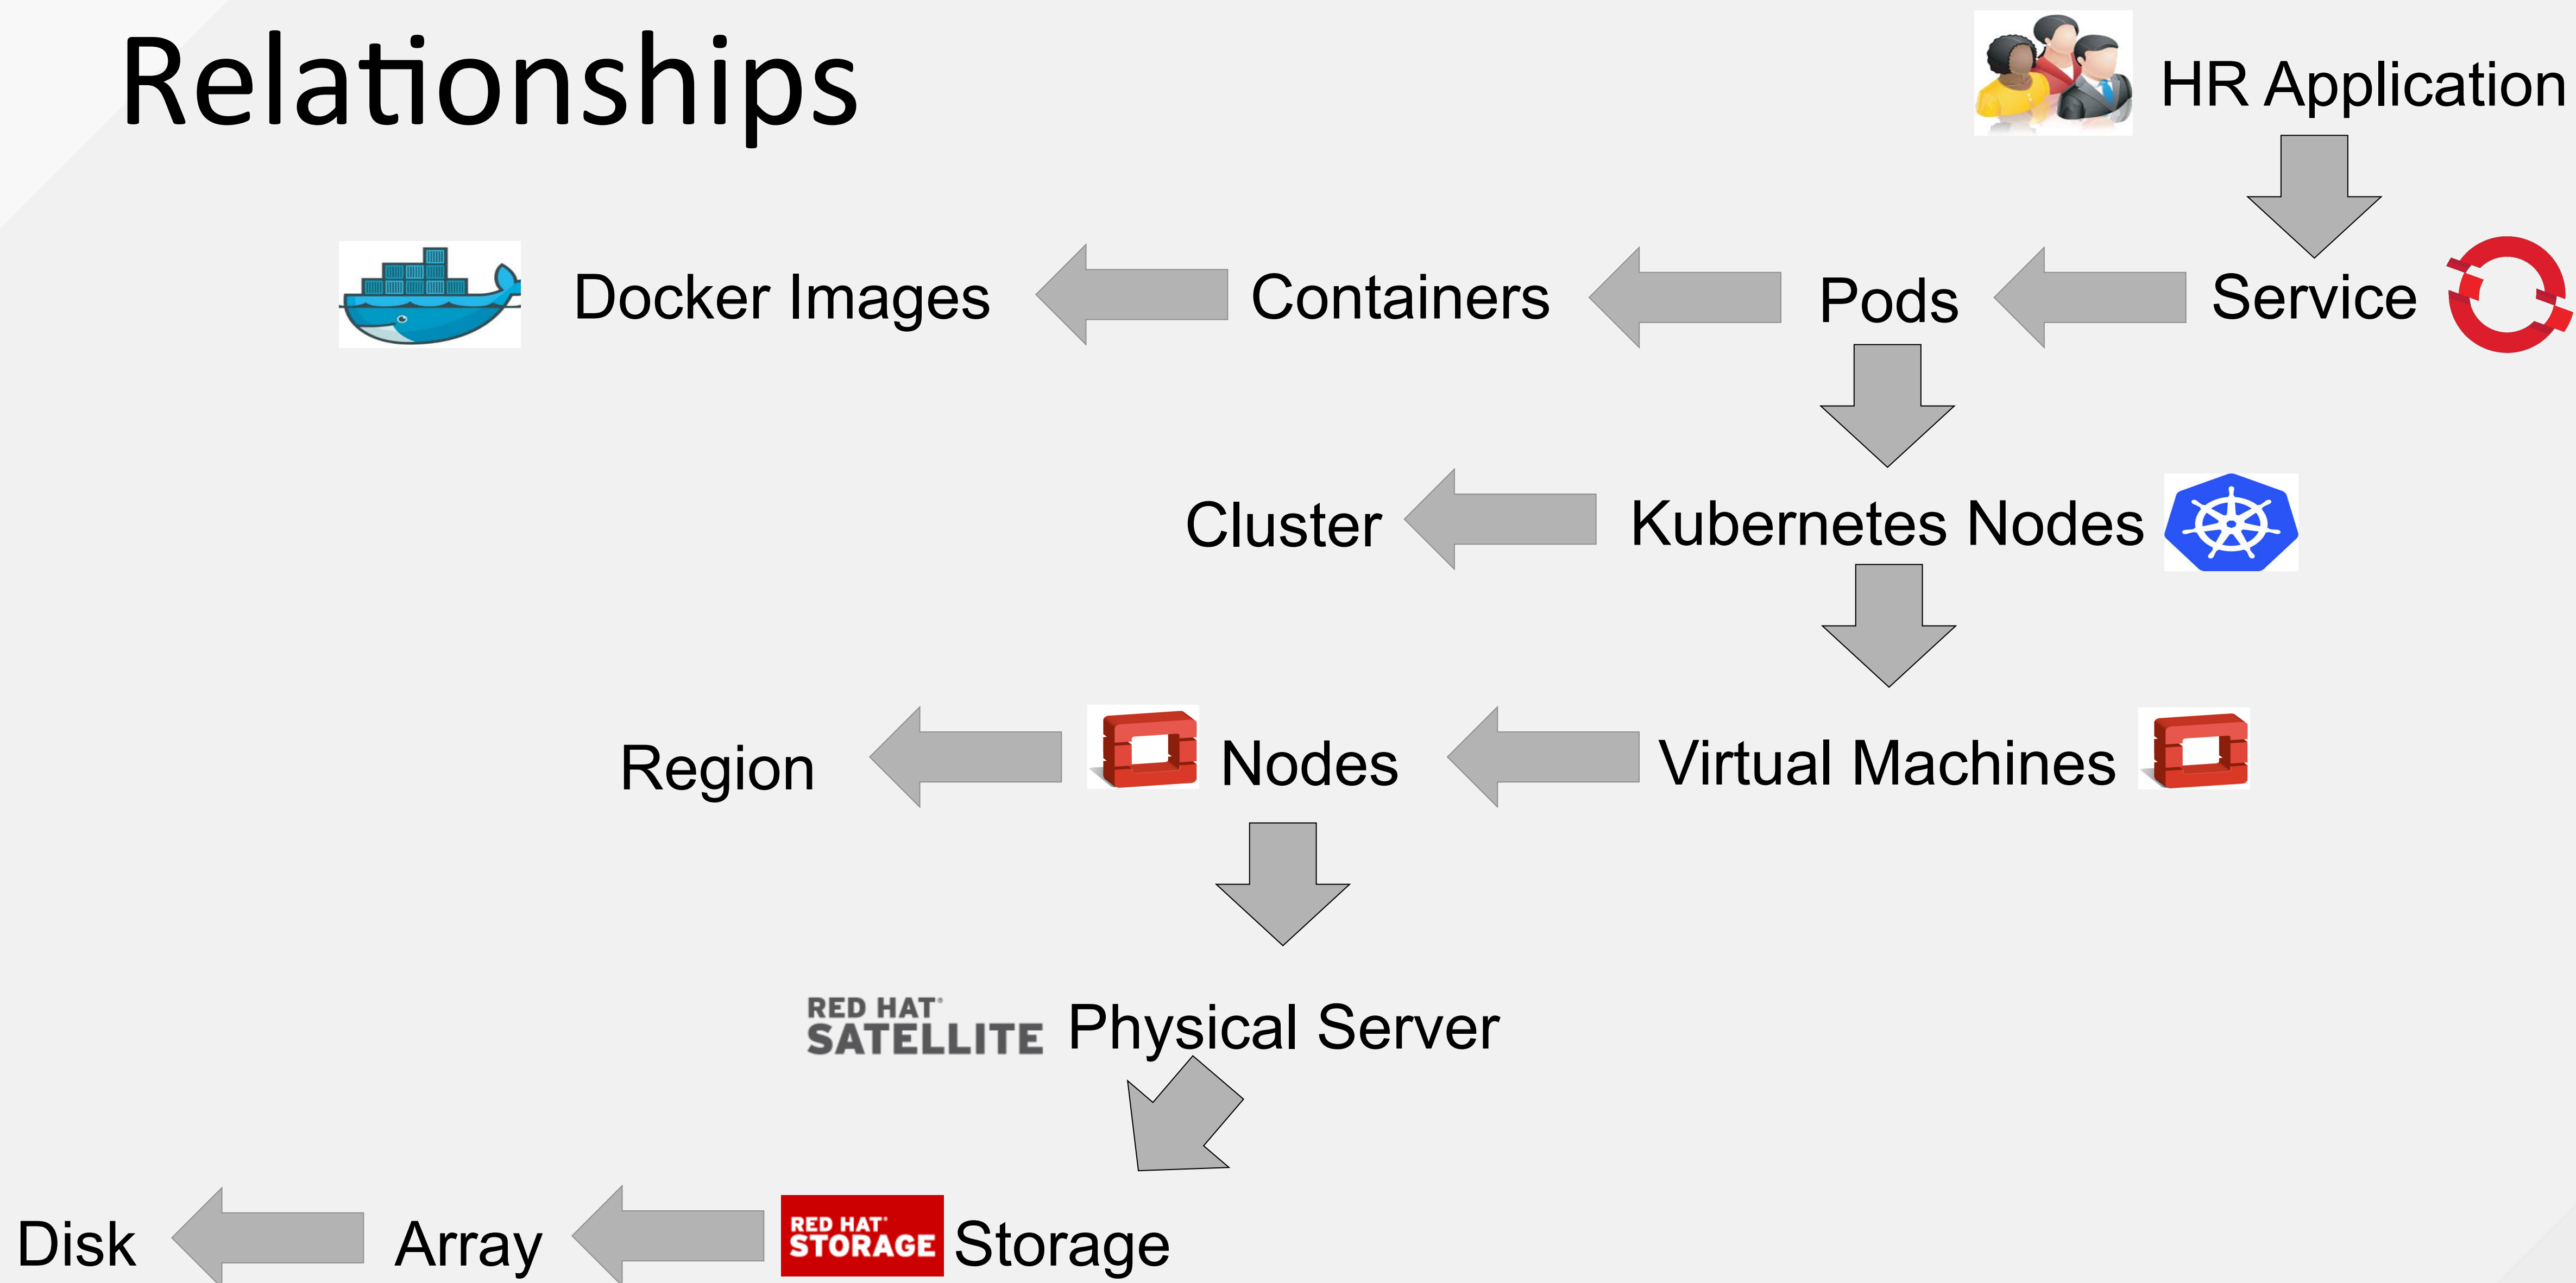 Relationships
HR Application
Docker Images
Containers
Pods
Service
Cluster
Kubernetes Nodes
Region
Nodes
Virtual Machines
RED HAT®
SATELLITE
Physical Server
Disk
Array
RED HAT®
STORAGE
Storage